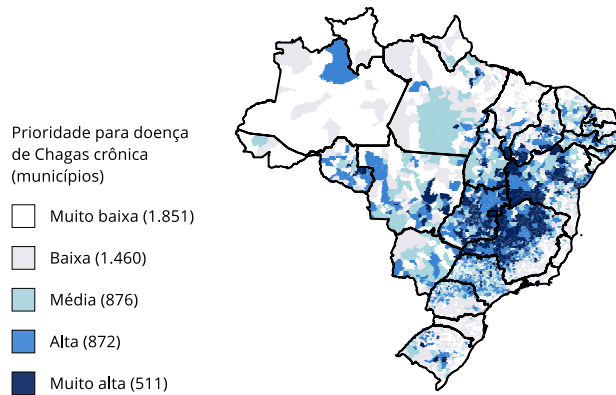 Prioridade para doença
de Chagas crônica
(municípios)
Muito baixa (1.851)
Baixa (1.460)
Média (876)
Alta (872)
Muito alta (511)